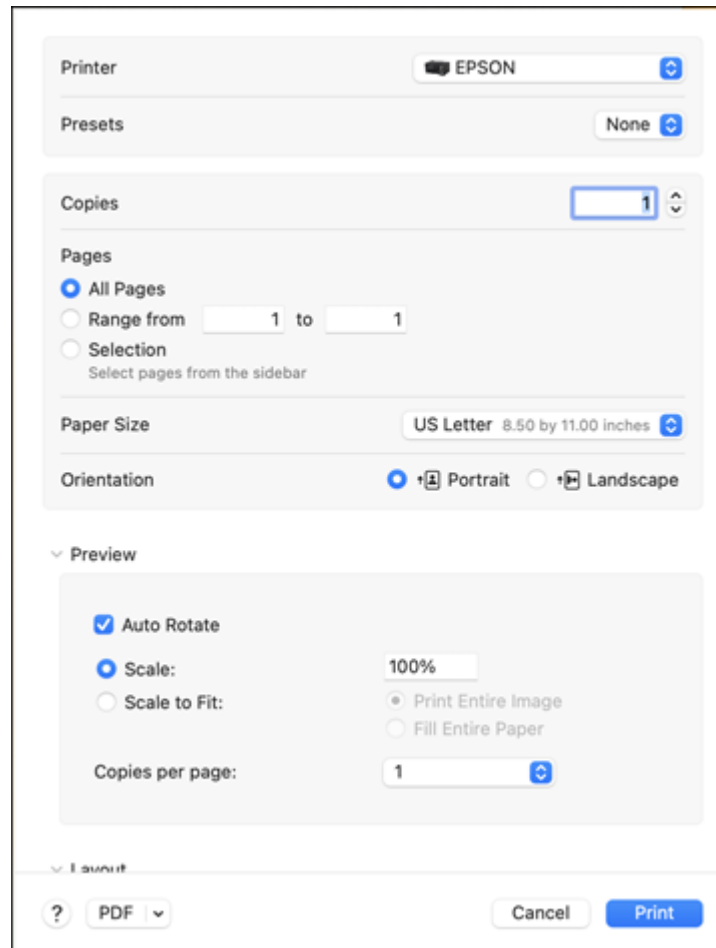 Printer EPSON
Presets None
Copies 1
Pages
All Pages
Range from 1 to 1
Selection
Select pages from the sidebar
Paper Size US Letter 8.50 by 11.00 inches
Orientation Portrait Landscape
Preview
Auto Rotate
Scale: 100%
Scale to Fit: Print Entire Image
Fill Entire Paper
Copies per page: 1
Layout
? PDF Cancel Print